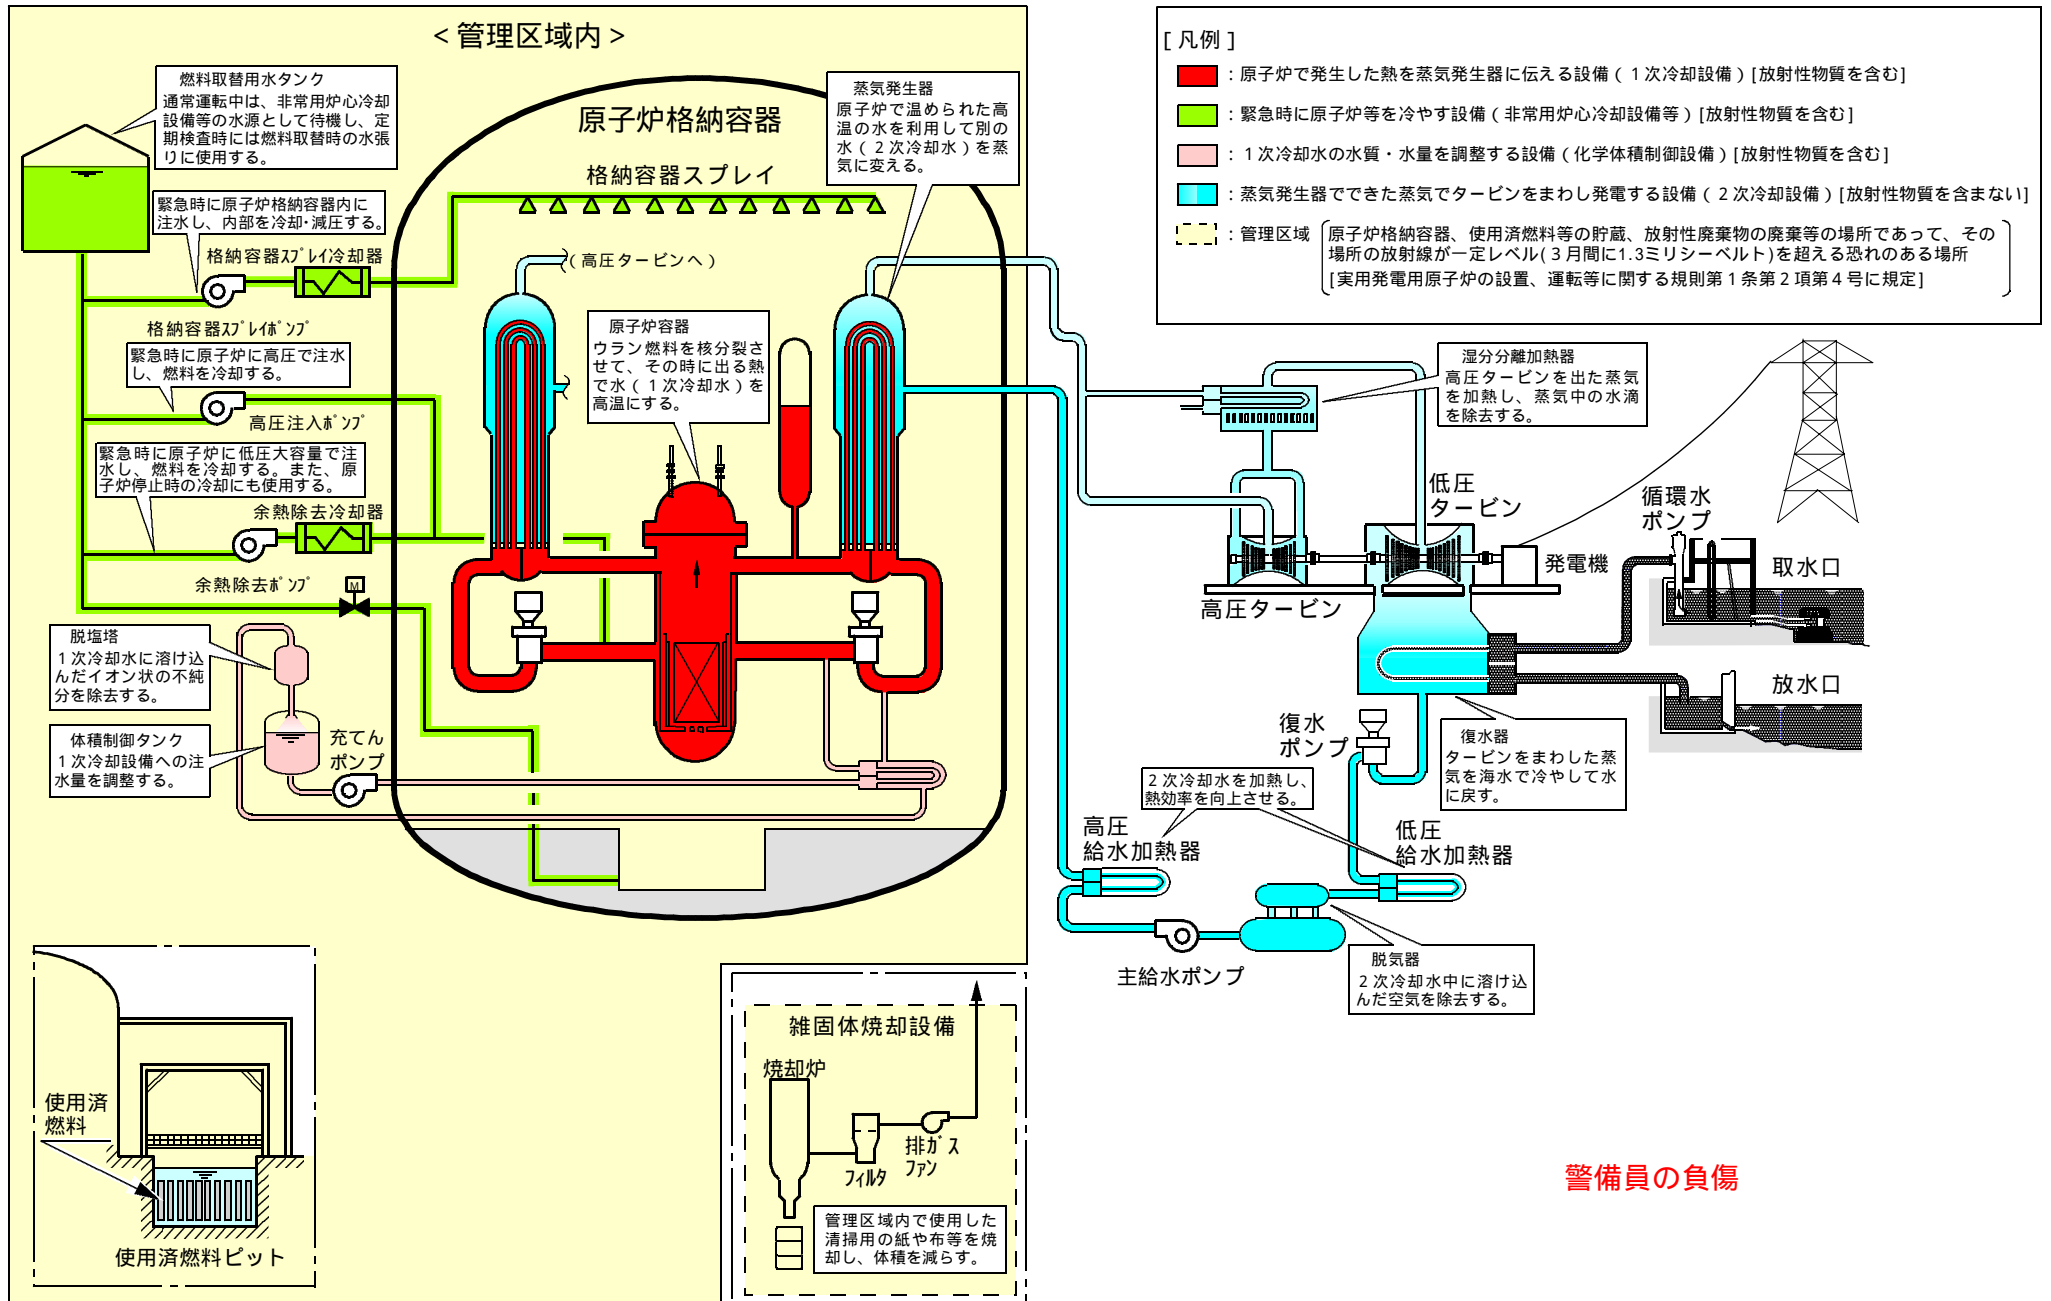 ＜管理区域内＞
燃料取替用水タンク
通常運転中は、非常用炉心冷却
設備等の水源として待機し、定
期検査時には燃料取替時の水張
りに使用する。
緊急時に原子炉格納容器内に
注水し、内部を冷却･減圧する。
格納容器ｽﾌﾟﾚｲ冷却器
格納容器ｽﾌﾟﾚｲﾎﾟﾝﾌﾟ
緊急時に原子炉に高圧で注水
し、燃料を冷却する。
高圧注入ﾎﾟﾝﾌﾟ
緊急時に原子炉に低圧大容量で注
水し、燃料を冷却する。また、原
子炉停止時の冷却にも使用する。
余熱除去冷却器
余熱除去ﾎﾟﾝﾌﾟ
M
脱塩塔
１次冷却水に溶け込
んだイオン状の不純
分を除去する。
体積制御タンク
１次冷却設備への注
水量を調整する。
充てん
ポンプ
原子炉格納容器
格納容器スプレイ
蒸気発生器
原子炉で温められた高
温の水を利用して別の
水（２次冷却水）を蒸
気に変える。
（高圧タービンへ）
原子炉容器
ウラン燃料を核分裂さ
せて、その時に出る熱
で水（１次冷却水）を
高温にする。
[凡例]
：原子炉で発生した熱を蒸気発生器に伝える設備（１次冷却設備）[放射性物質を含む]
：緊急時に原子炉等を冷やす設備（非常用炉心冷却設備等）[放射性物質を含む]
：１次冷却水の水質・水量を調整する設備（化学体積制御設備）[放射性物質を含む]
：蒸気発生器でできた蒸気でタービンをまわし発電する設備（２次冷却設備）[放射性物質を含まない]
：管理区域
原子炉格納容器、使用済燃料等の貯蔵、放射性廃棄物の廃棄等の場所であって、その
場所の放射線が一定レベル(３月間に1.3ミリシーベルト)を超える恐れのある場所
[実用発電用原子炉の設置、運転等に関する規則第１条第２項第４号に規定]
湿分分離加熱器
高圧タービンを出た蒸気
を加熱し、蒸気中の水滴
を除去する。
低圧
タービン
高圧タービン
発電機
循環水
ポンプ
取水口
放水口
復水
ポンプ
復水器
タービンをまわした蒸
気を海水で冷やして水
に戻す。
２次冷却水を加熱し、
熱効率を向上させる。
高圧
給水加熱器
低圧
給水加熱器
主給水ポンプ
脱気器
２次冷却水中に溶け込
んだ空気を除去する。
使用済
燃料
使用済燃料ピット
雑固体焼却設備
焼却炉
フィルタ
排ｶﾞｽ
ファン
管理区域内で使用した
清掃用の紙や布等を焼
却し、体積を減らす。
警備員の負傷